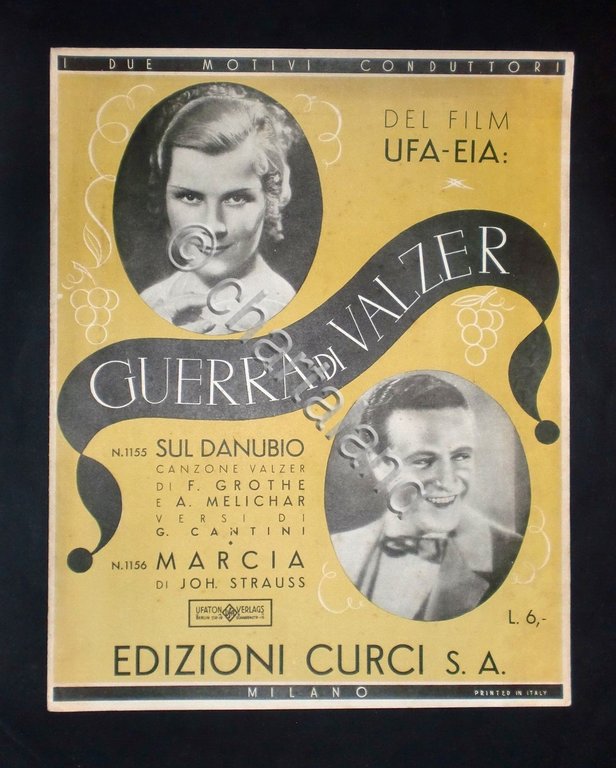 I DUE MOTIVI CONDUTTORI
DEL FILM
UFA-EIA:
GUERRA DI VALZER
N.1155 SUL DANUBIO
CANZONE VALZER
DI F. GROTHE
E A. MELICHAR
VERSI DI
G. CANTINI
N.1156 MARCIA
DI JOH. STRAUSS
UFATON VERLAGS
L. 6,-
EDIZIONI CURCI S. A.
MILANO
PRINTED IN ITALY
©